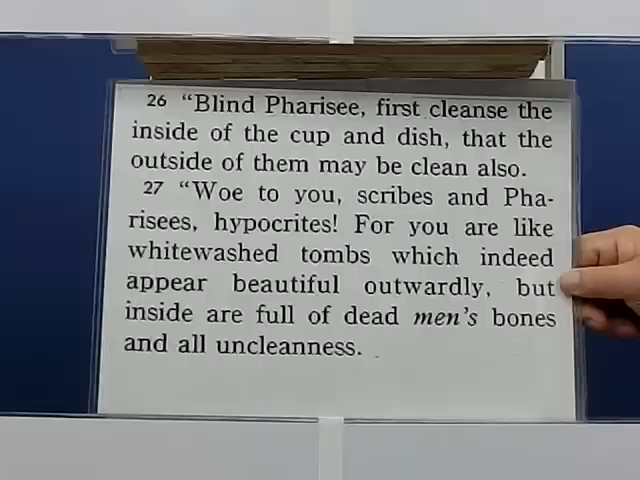 26 “Blind Pharisee, first cleanse the
inside of the cup and dish, that the
outside of them may be clean also.
27 “Woe to you, scribes and Pha-
risees, hypocrites! For you are like
whitewashed tombs which indeed
appear beautiful outwardly, but
inside are full of dead men’s bones
and all uncleanness.